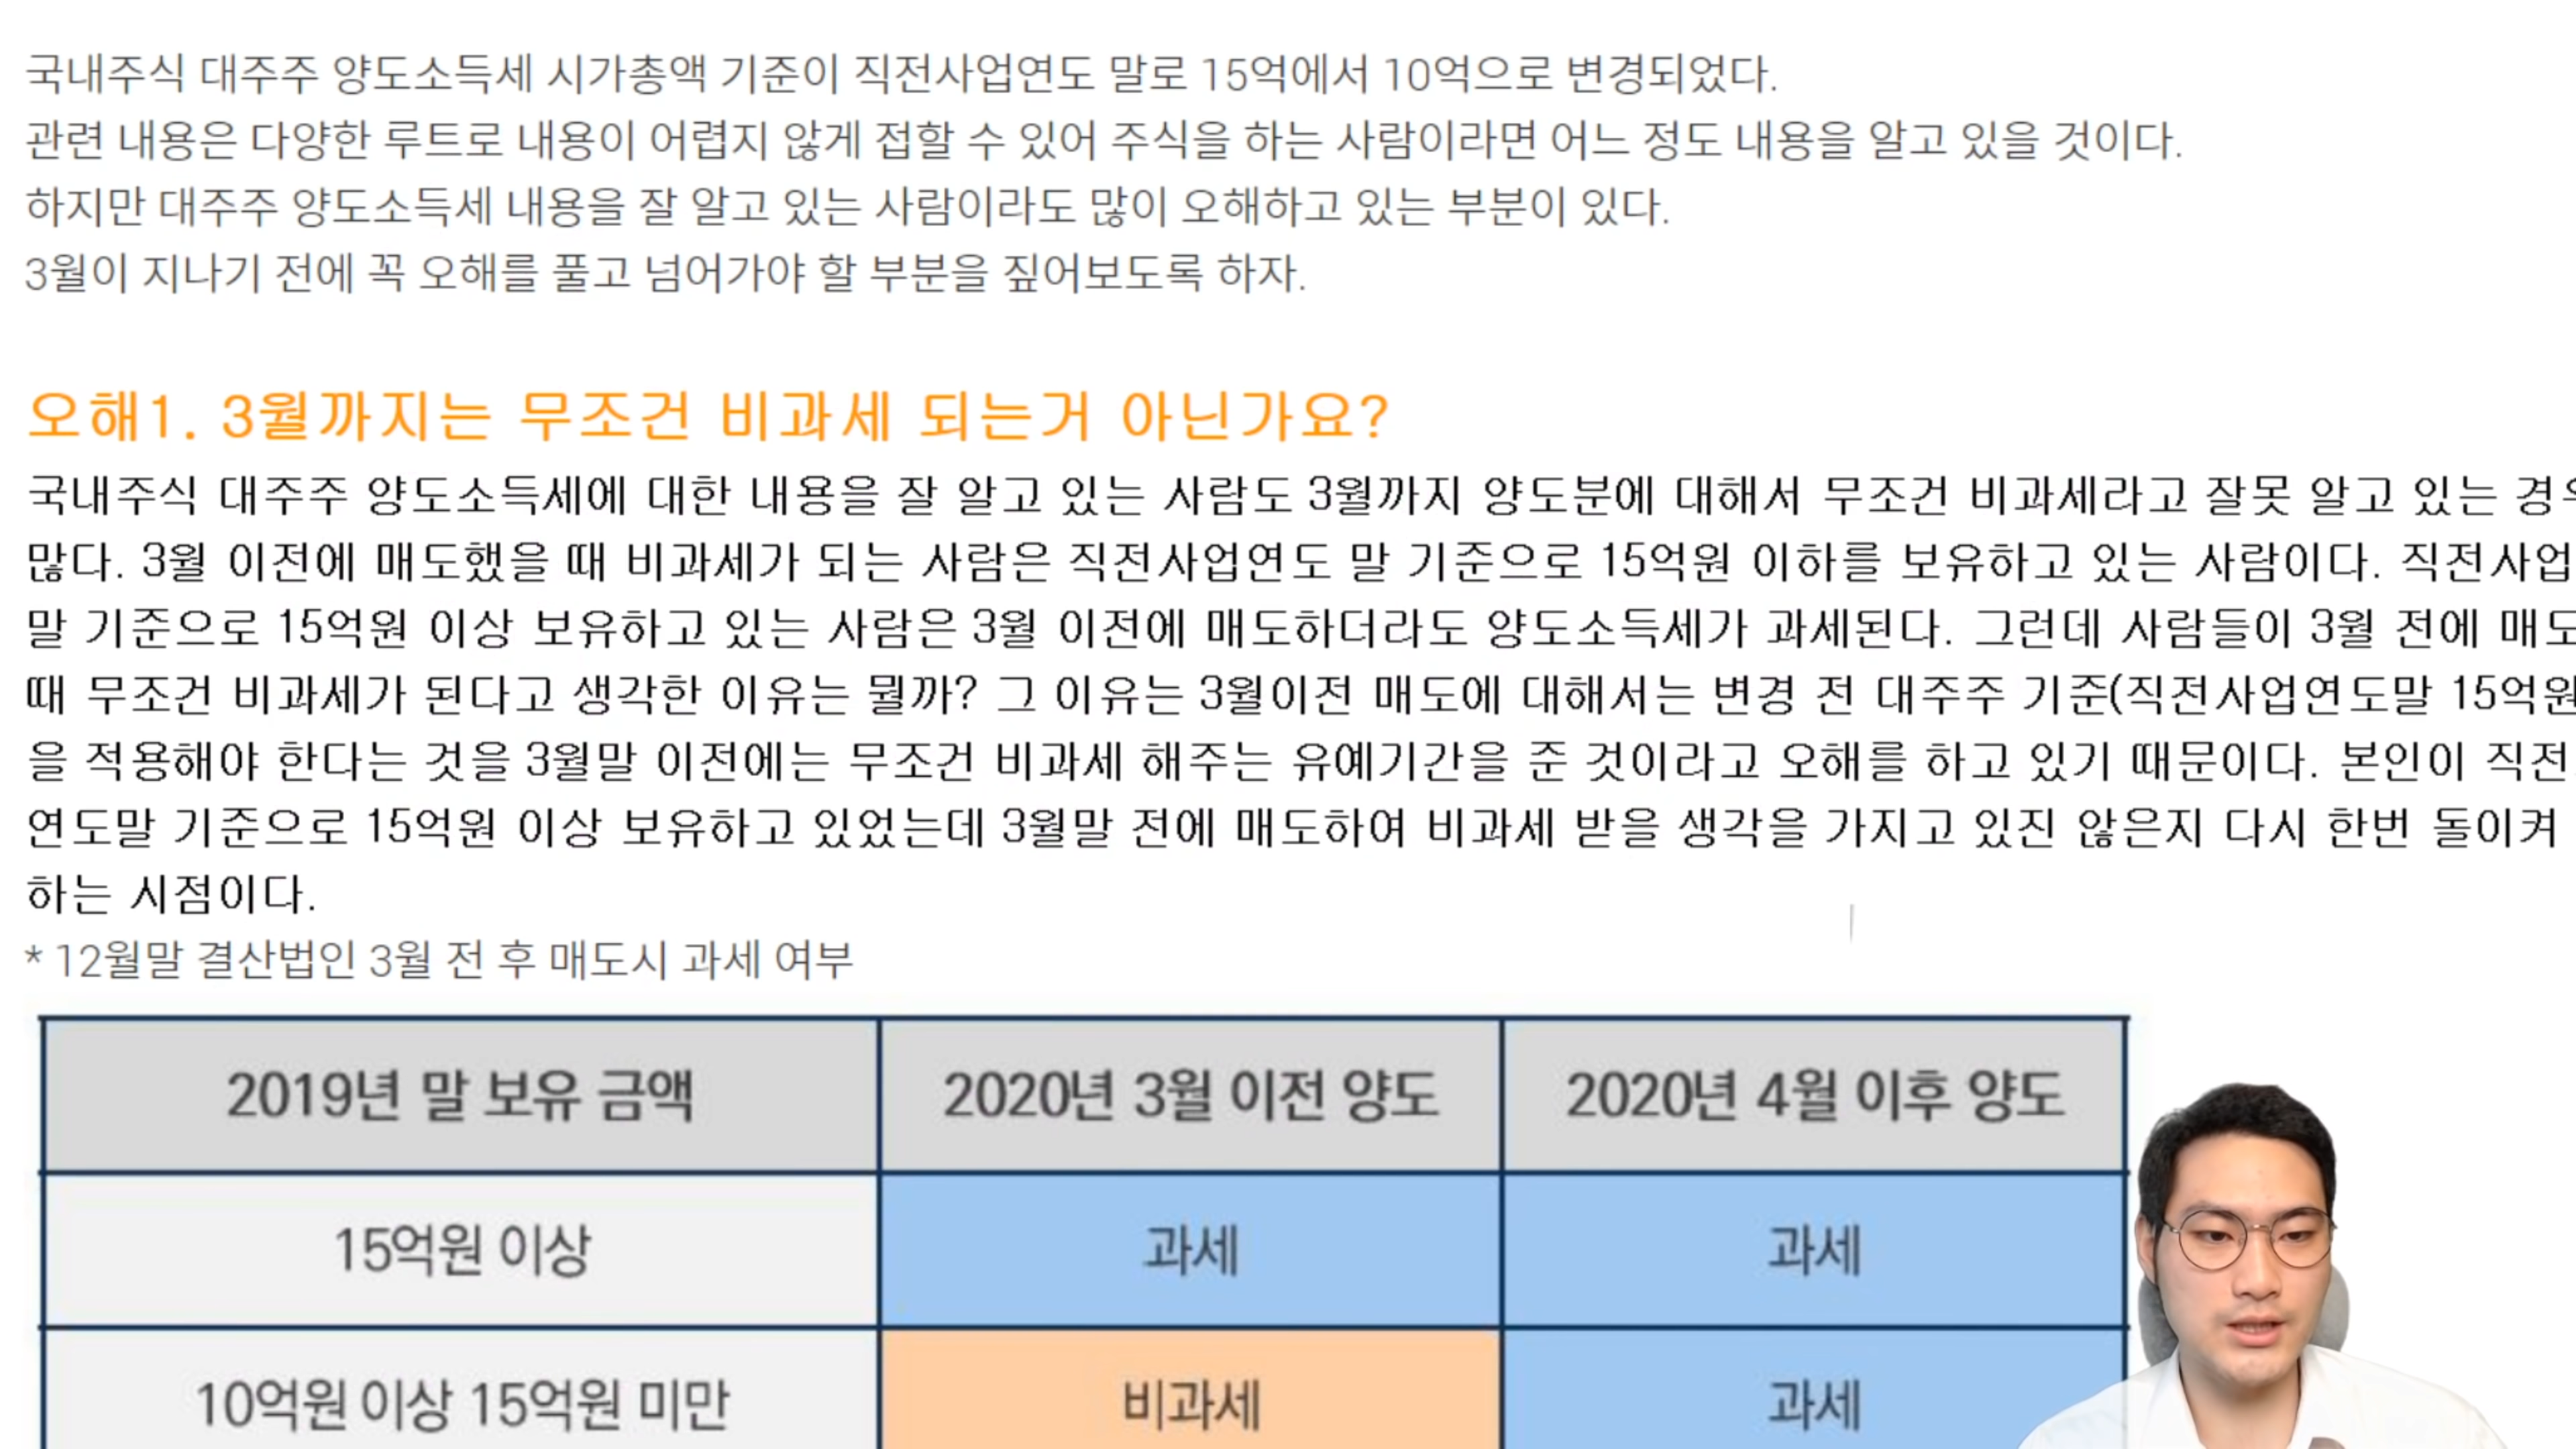 국내주식 대주주 양도소득세 시가총액 기준이 직전사업연도 말로 15억에서 10억으로 변경되었다.
관련 내용은 다양한 루트로 내용이 어렵지 않게 접할 수 있어 주식을 하는 사람이라면 어느 정도 내용을 알고 있을 것이다.
하지만 대주주 양도소득세 내용을 잘 알고 있는 사람이라도 많이 오해하고 있는 부분이 있다.
3월이 지나기 전에 꼭 오해를 풀고 넘어가야 할 부분을 짚어보도록 하자.
오해1. 3월까지는 무조건 비과세 되는거 아닌가요?
국내주식 대주주 양도소득세에 대한 내용을 잘 알고 있는 사람도 3월까지 양도분에 대해서 무조건 비과세라고 잘못 알고 있는
많다. 3월 이전에 매도했을 때 비과세가 되는 사람은 직전사업연도 말 기준으로 15억원 이하를 보유하고 있는 사람이다. 직전사업
말 기준으로 15억원 이상 보유하고 있는 사람은 3월 이전에 매도하더라도 양도소득세가 과세된다. 그런데 사람들이 3월 전에
때 무조건 비과세가 된다고 생각한 이유는 뭘까? 그 이유는 3월이전 매도에 대해서는 변경 전 대주주 기준(직전사업연도말 15억원
을 적용해야 한다는 것을 3월말 이전에는 무조건 비과세 해주는 유예기간을 준 것이라고 오해를 하고 있기 때문이다. 본인이 직전
연도말 기준으로 15억원 이상 보유하고 있었는데 3월말 전에 매도하여 비과세 받을 생각을 가지고 있진 않은지 다시 한번 돌이켜
하는 시점이다.
* 12월말 결산법인 3월 전 후 매도시 과세 여부
2019년 말 보유 금액 2020년 3월 이전 양도 2020년 4월 이후 양도
15억원 이상 과세 과세
10억원 이상 15억원 미만 비과세 과세